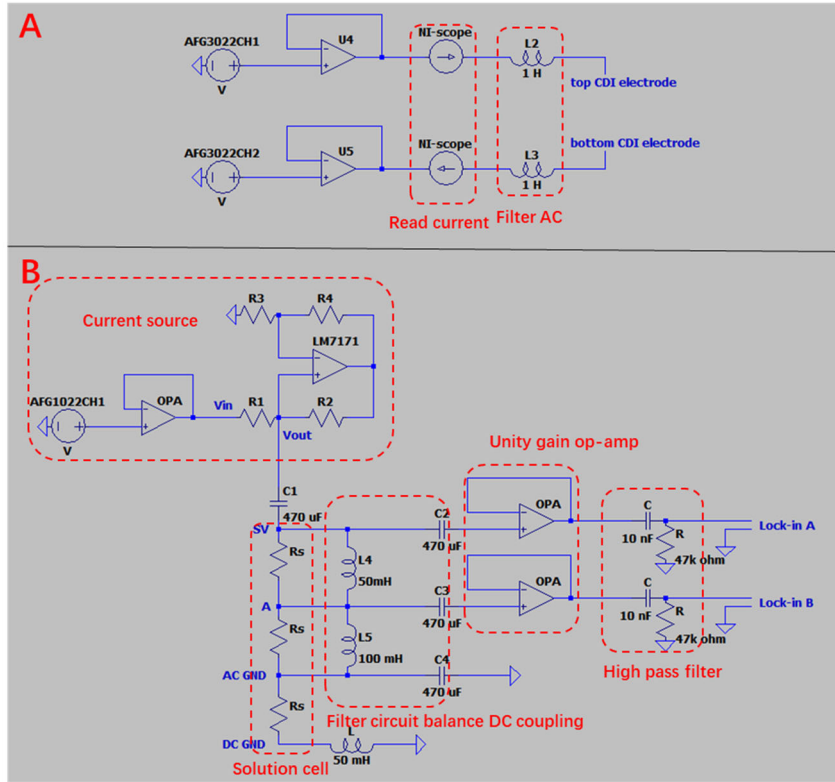 A
AFG3022CH1
V
U4
NI-scope
L2
1 H
top CDI electrode
AFG3022CH2
V
U5
NI-scope
L3
1 H
bottom CDI electrode
Read current
Filter AC
B
Current source
R3
R4
LM7171
AFG1022CH1
V
OPA
Vin
R1
R2
Vout
C1
470 uF
SV
Rs
L4
50mH
A
Rs
L5
100 mH
AC GND
Rs
DC GND
L
50 mH
Solution cell
C2
470 uF
C3
470 uF
C4
470 uF
Filter circuit balance DC coupling
Unity gain op-amp
OPA
OPA
C
10 nF
R
47k ohm
Lock-in A
C
10 nF
R
47k ohm
Lock-in B
High pass filter